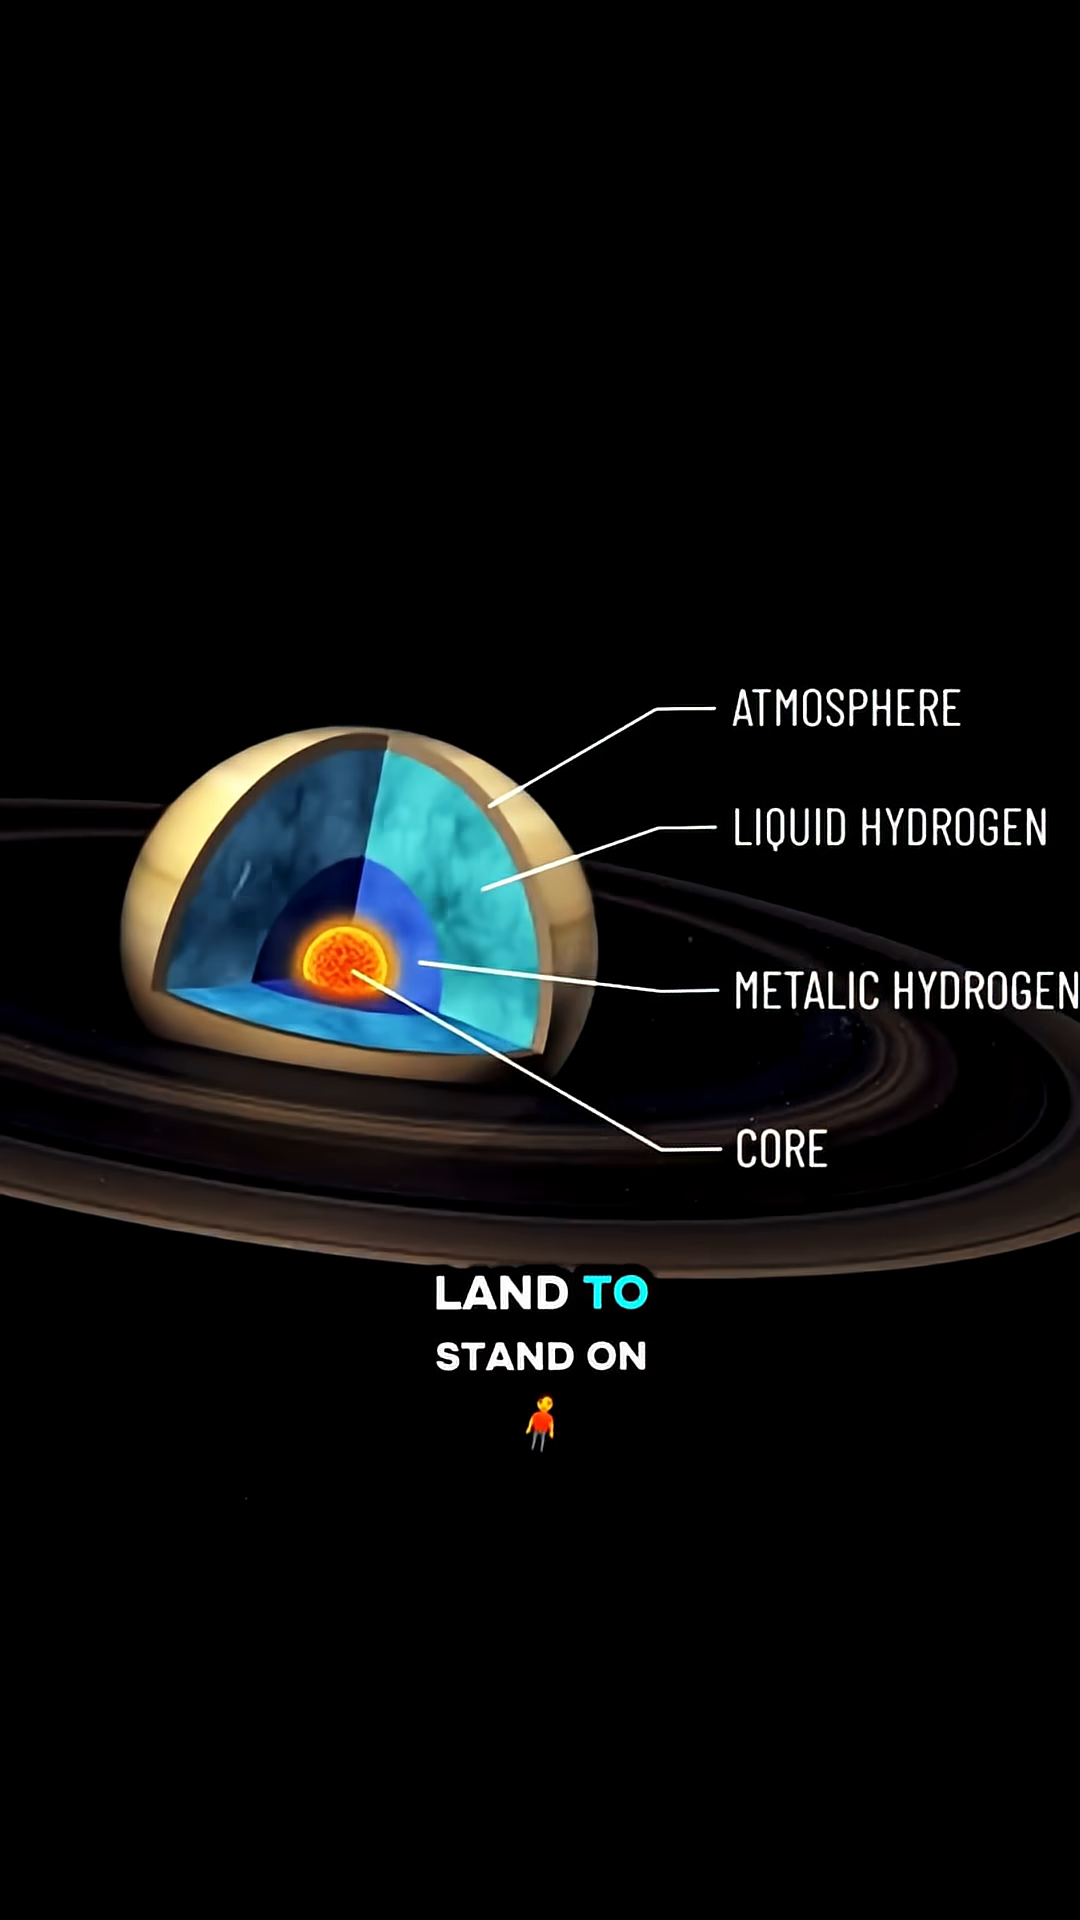 ATMOSPHERE
LIQUID HYDROGEN
METALIC HYDROGEN
CORE
LAND TO
STAND ON